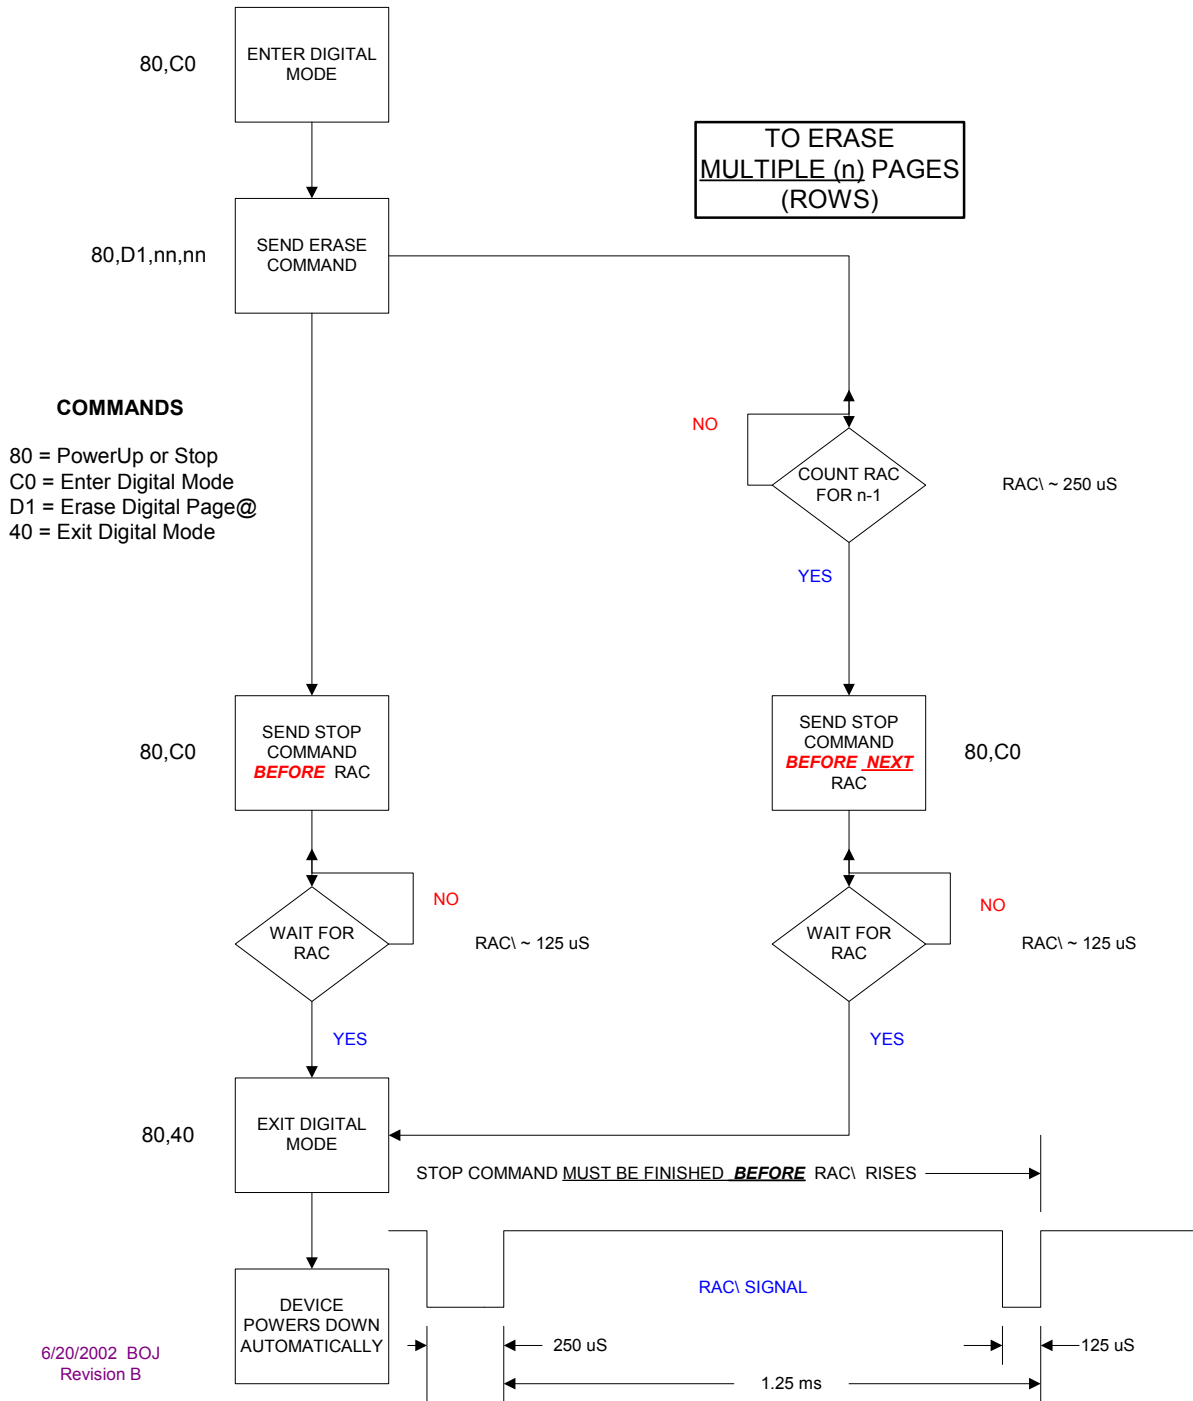 80,C0
ENTER DIGITAL
MODE
TO ERASE
MULTIPLE (n) PAGES
(ROWS)
80,D1,nn,nn
SEND ERASE
COMMAND
COMMANDS
80 = PowerUp or Stop
C0 = Enter Digital Mode
D1 = Erase Digital Page@
40 = Exit Digital Mode
NO
COUNT RAC
FOR n-1
RAC\ ~ 250 uS
YES
80,C0
SEND STOP
COMMAND
BEFORE RAC
SEND STOP
COMMAND
BEFORE NEXT
RAC
80,C0
NO
WAIT FOR
RAC
RAC\ ~ 125 uS
YES
NO
WAIT FOR
RAC
RAC\ ~ 125 uS
YES
80,40
EXIT DIGITAL
MODE
STOP COMMAND MUST BE FINISHED BEFORE RAC\ RISES
RAC\ SIGNAL
DEVICE
POWERS DOWN
AUTOMATICALLY
250 uS
125 uS
1.25 ms
6/20/2002 BOJ
Revision B